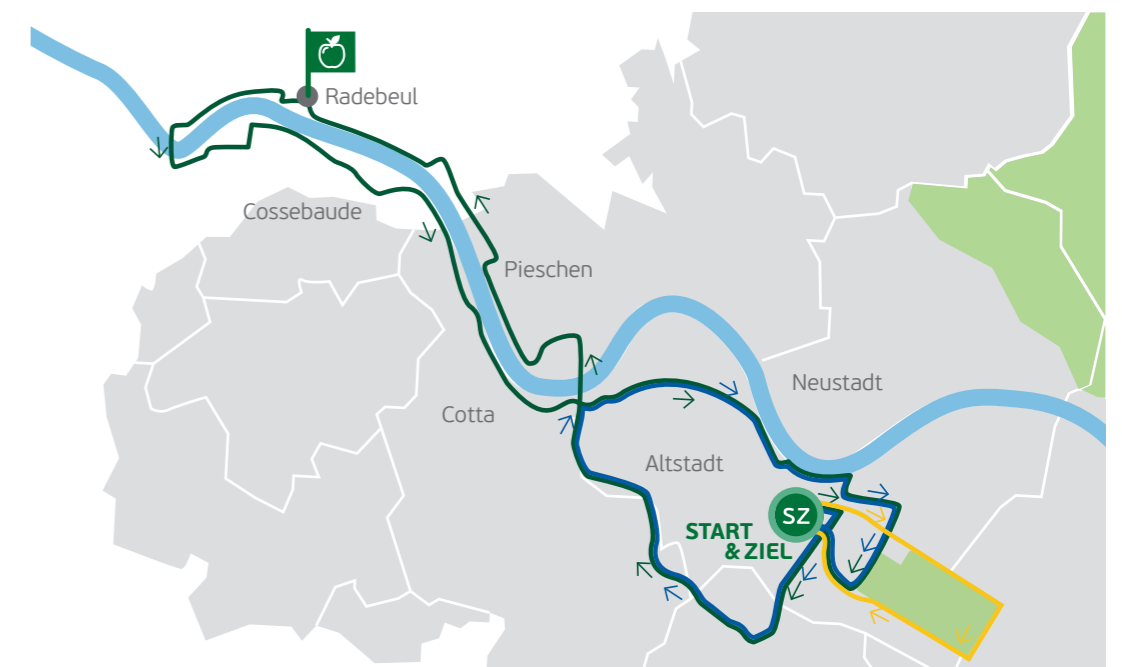 Radebeul
Cossebaude
Pieschen
Neustadt
Cotta
Altstadt
SZ
START
& ZIEL